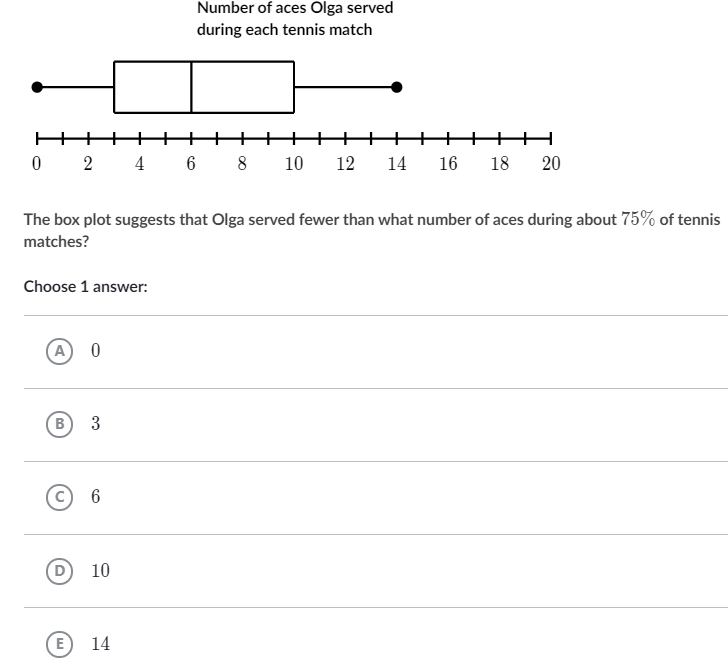 Number of aces Olga served
during each tennis match
0 2 4 6 8 10 12 14 16 18 20
The box plot suggests that Olga served fewer than what number of aces during about 75% of tennis
matches?
Choose 1 answer:
A 0
B 3
C 6
D 10
E 14